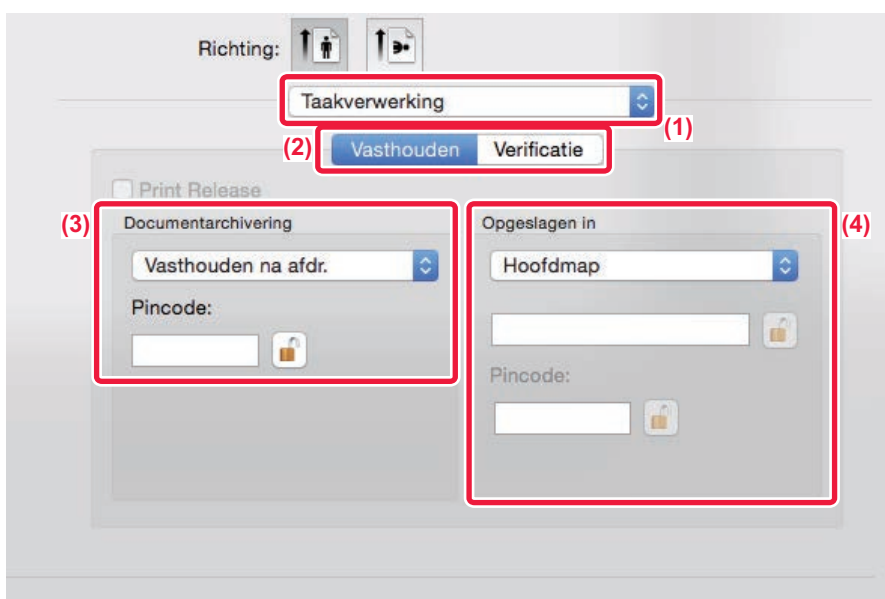 Richting:
Taakverwerking
(1)
(2)
Vasthouden Verificatie
Print Release
(3)
Documentarchivering
Vasthouden na afdr.
Pincode:
Opgeslagen in
(4)
Hoofdmap
Pincode: